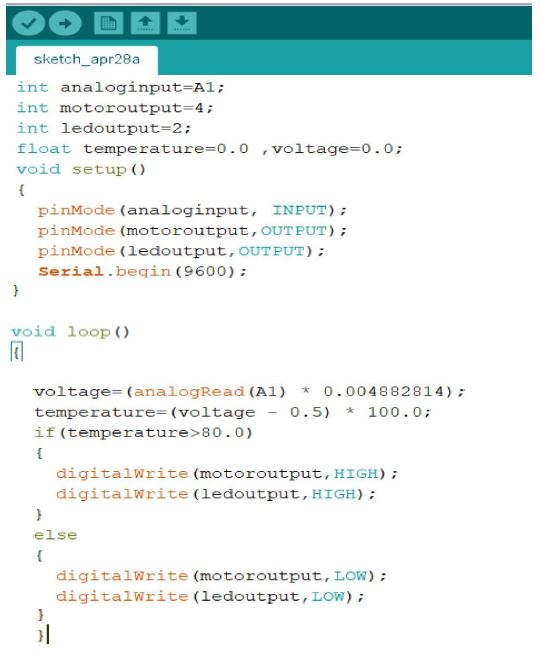 sketch_apr28a
int analoginput=A1;
int motoroutput=4;
int ledoutput=2;
float temperature=0.0 ,voltage=0.0;
void setup()
{
pinMode(analoginput, INPUT);
pinMode(motoroutput,OUTPUT);
pinMode(ledoutput,OUTPUT);
Serial.begin(9600);
}
void loop()
{
voltage=(analogRead(A1) * 0.004882814);
temperature=(voltage - 0.5) * 100.0;
if(temperature>80.0)
{
digitalWrite(motoroutput,HIGH);
digitalWrite(ledoutput,HIGH);
}
else
{
digitalWrite(motoroutput,LOW);
digitalWrite(ledoutput,LOW);
}
}